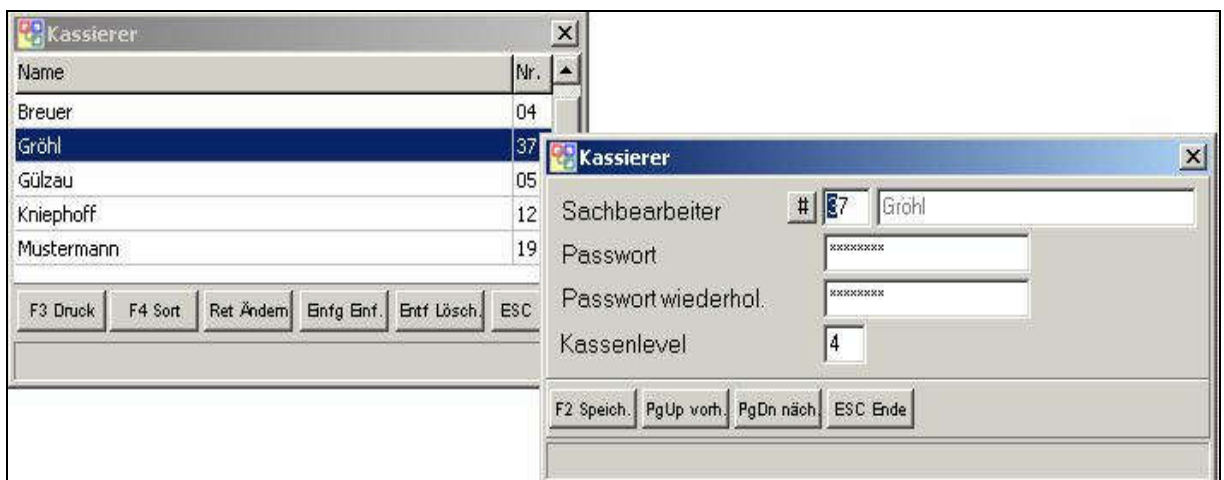 Kassierer
Name Nr.
Breuer 04
Gröhl 37
Gülzau 05
Kniephoff 12
Mustermann 19
F3 Druck F4 Sort Ret Ändern Einfg Einf. Entf Lösch. ESC
Kassierer
Sachbearbeiter # 37 Gröhl
Passwort xxxxxxxx
Passwort wiederhol. xxxxxxxx
Kassenlevel 4
F2 Speich. PgUp vorh. PgDn näch. ESC Ende